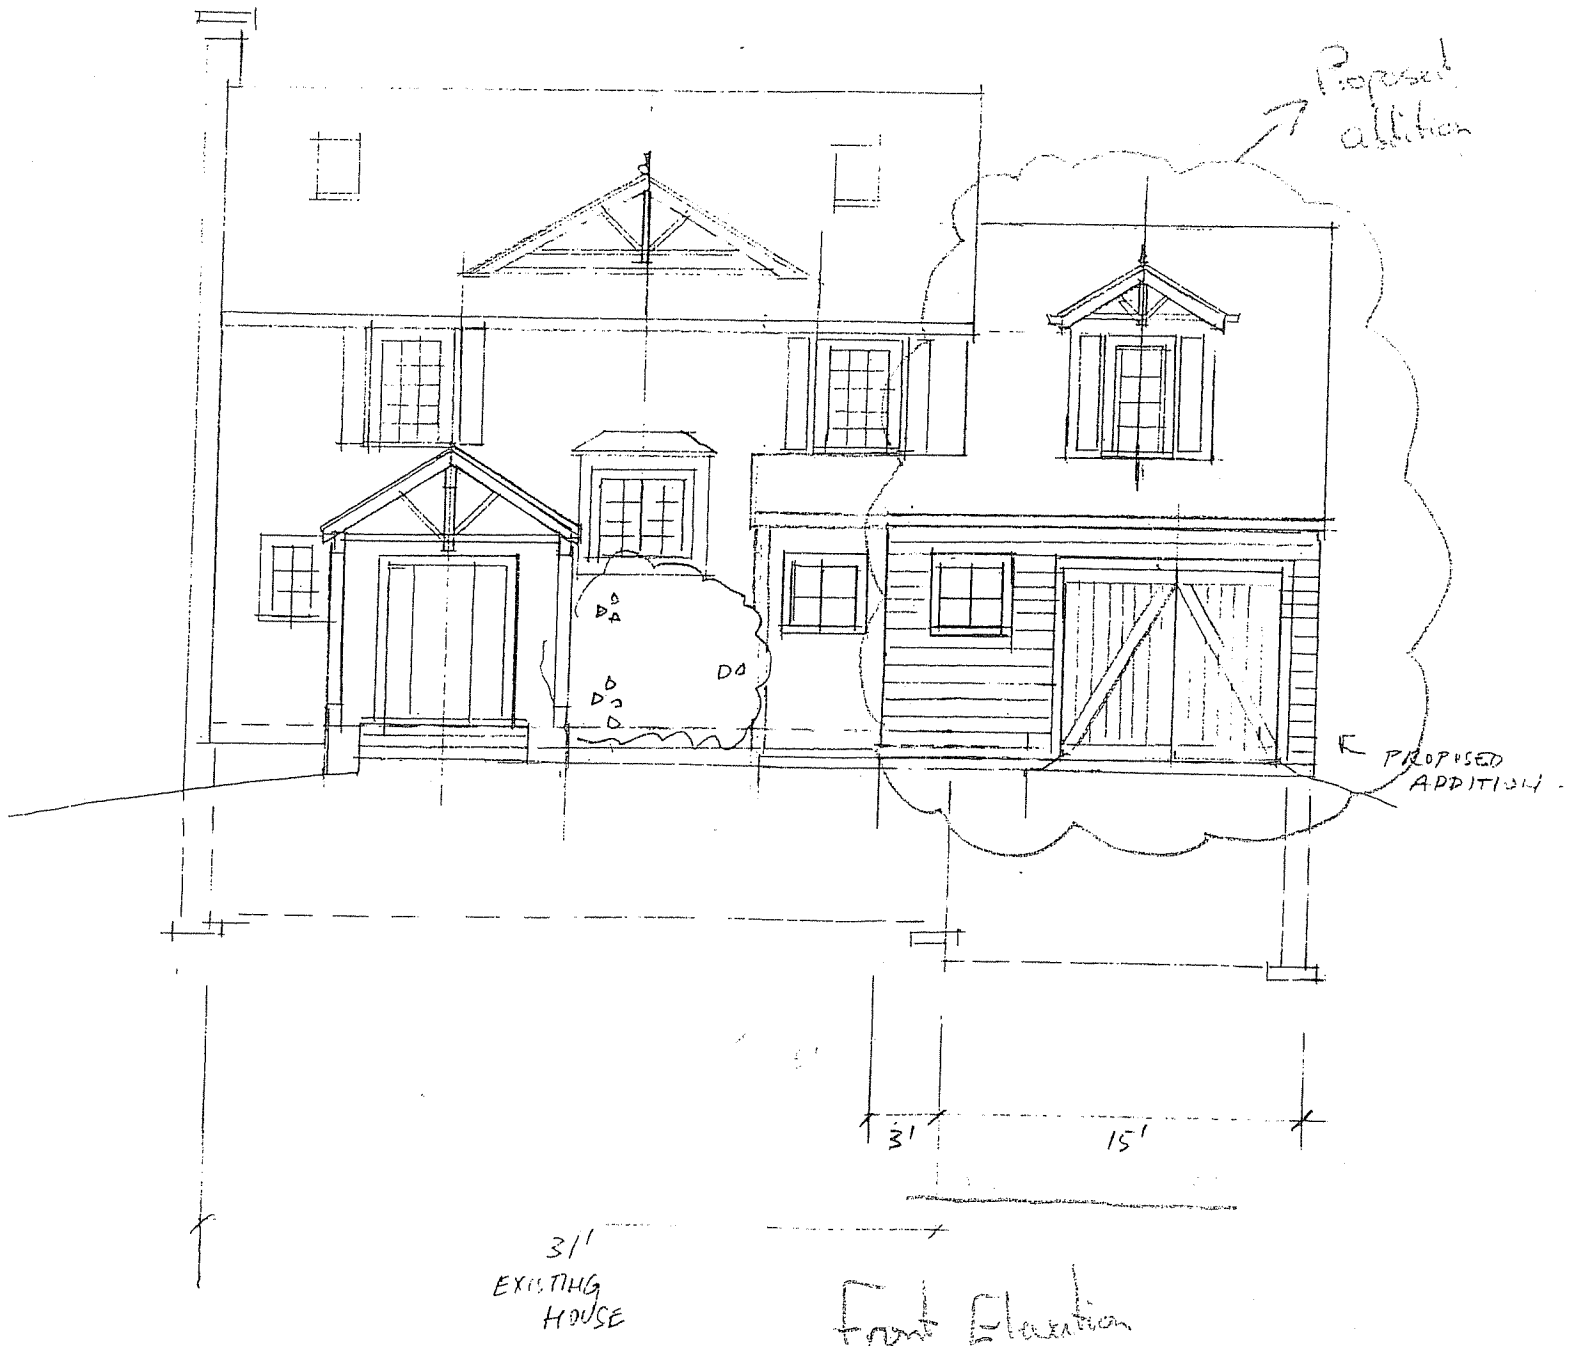 Proposed
addition
PROPOSED
ADDITION.
3' 15'
31'
EXISTING
HOUSE
Front Elevation